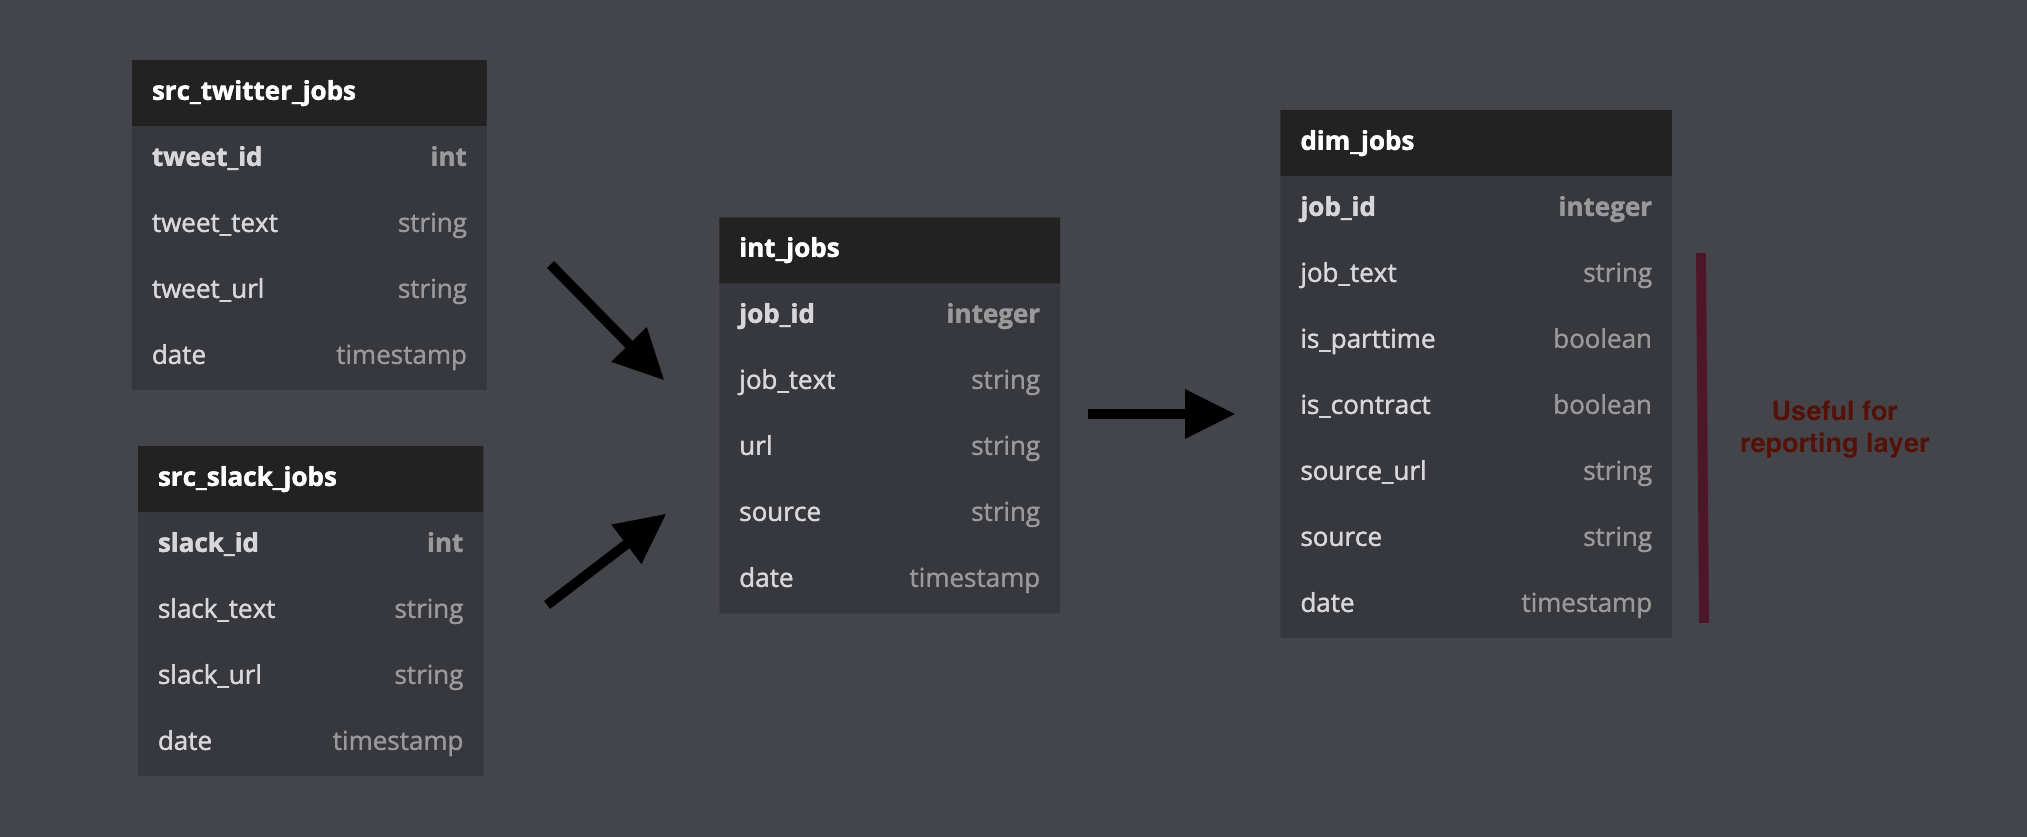 src_twitter_jobs
tweet_id int
tweet_text string
tweet_url string
date timestamp
src_slack_jobs
slack_id int
slack_text string
slack_url string
date timestamp
int_jobs
job_id integer
job_text string
url string
source string
date timestamp
dim_jobs
job_id integer
job_text string
is_parttime boolean
is_contract boolean
source_url string
source string
date timestamp
Useful for
reporting layer